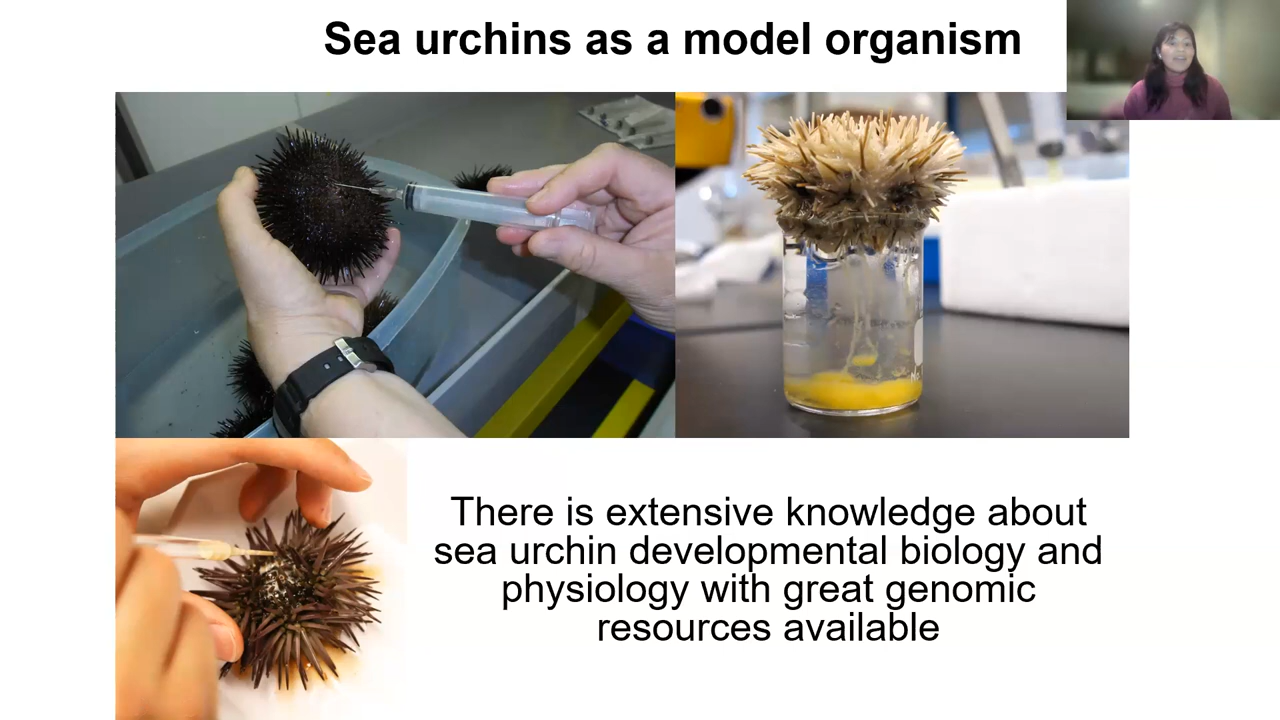 Sea urchins as a model organism
There is extensive knowledge about
sea urchin developmental biology and
physiology with great genomic
resources available